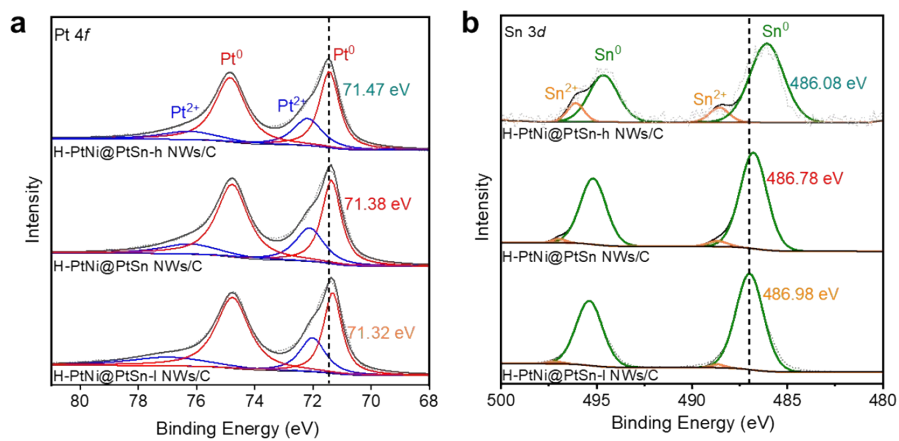 a
Pt 4f
Pt0
Pt0
Pt2+
Pt2+
71.47 eV
H-PtNi@PtSn-h NWs/C
71.38 eV
H-PtNi@PtSn NWs/C
71.32 eV
H-PtNi@PtSn-l NWs/C
Intensity
80 78 76 74 72 70 68
Binding Energy (eV)
b
Sn 3d
Sn0
Sn0
Sn2+
Sn2+
486.08 eV
H-PtNi@PtSn-h NWs/C
486.78 eV
H-PtNi@PtSn NWs/C
486.98 eV
H-PtNi@PtSn-l NWs/C
Intensity
500 495 490 485 480
Binding Energy (eV)